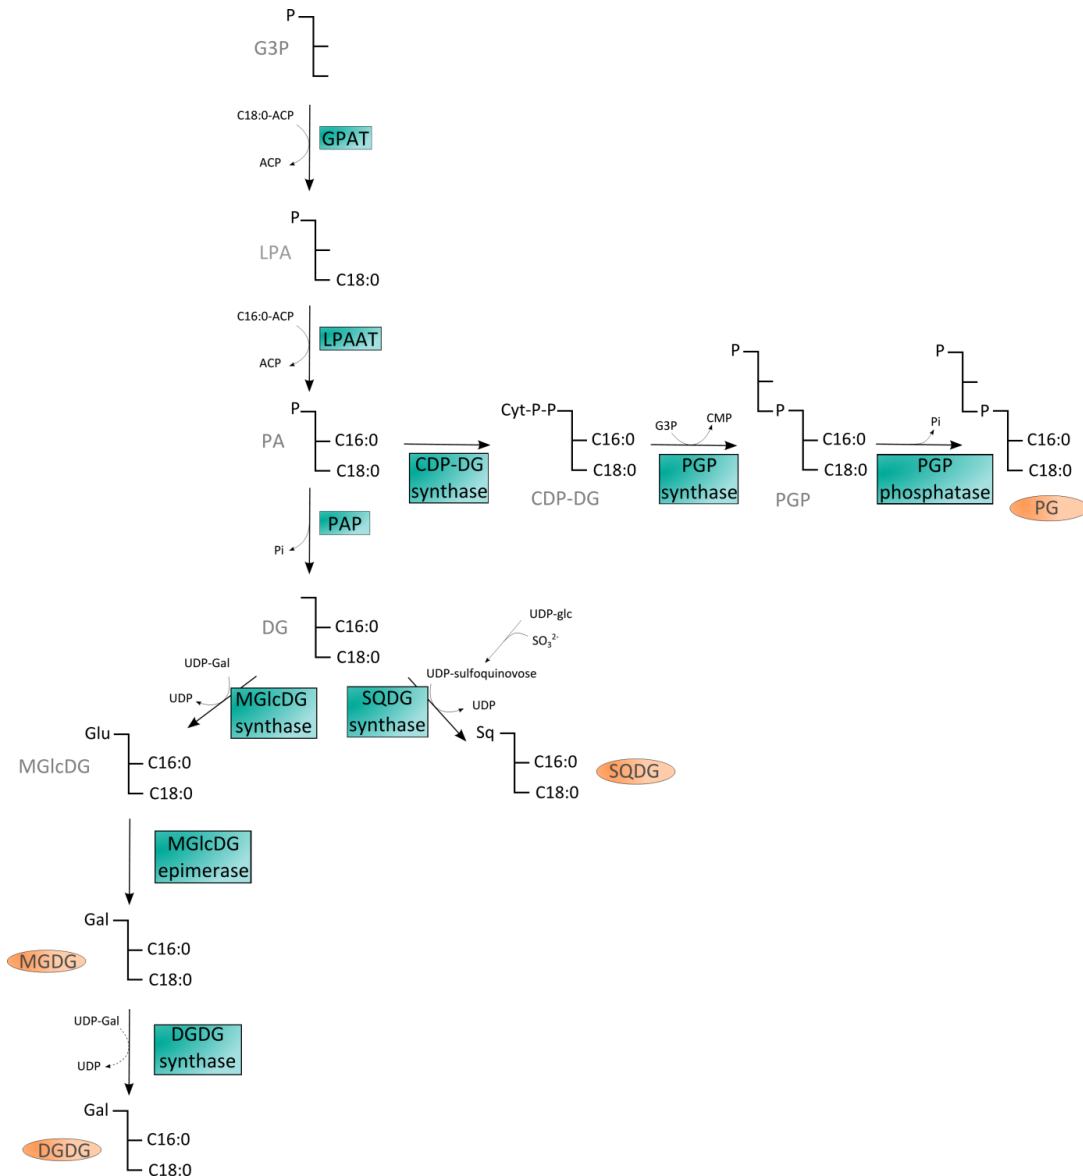 P
G3P
C18:0-ACP
GPAT
ACP
P
LPA
C18:0
C16:0-ACP
LPAAT
ACP
P
PA
C16:0
C18:0
CDP-DG
synthase
Cyt-P-P
C16:0
C18:0
CDP-DG
G3P
CMP
PGP
synthase
P
P
C16:0
C18:0
PGP
Pi
PGP
phosphatase
P
P
C16:0
C18:0
PG
PAP
Pi
DG
C16:0
C18:0
UDP-Gal
UDP
MGlcDG
synthase
UDP-glc
SO₃²⁻
UDP-sulfoquinovose
SQDG
synthase
UDP
Sq
C16:0
C18:0
SQDG
Glu
MGlcDG
C16:0
C18:0
MGlcDG
epimerase
Gal
MGDG
C16:0
C18:0
UDP-Gal
DGDG
synthase
UDP
Gal
DGDG
C16:0
C18:0